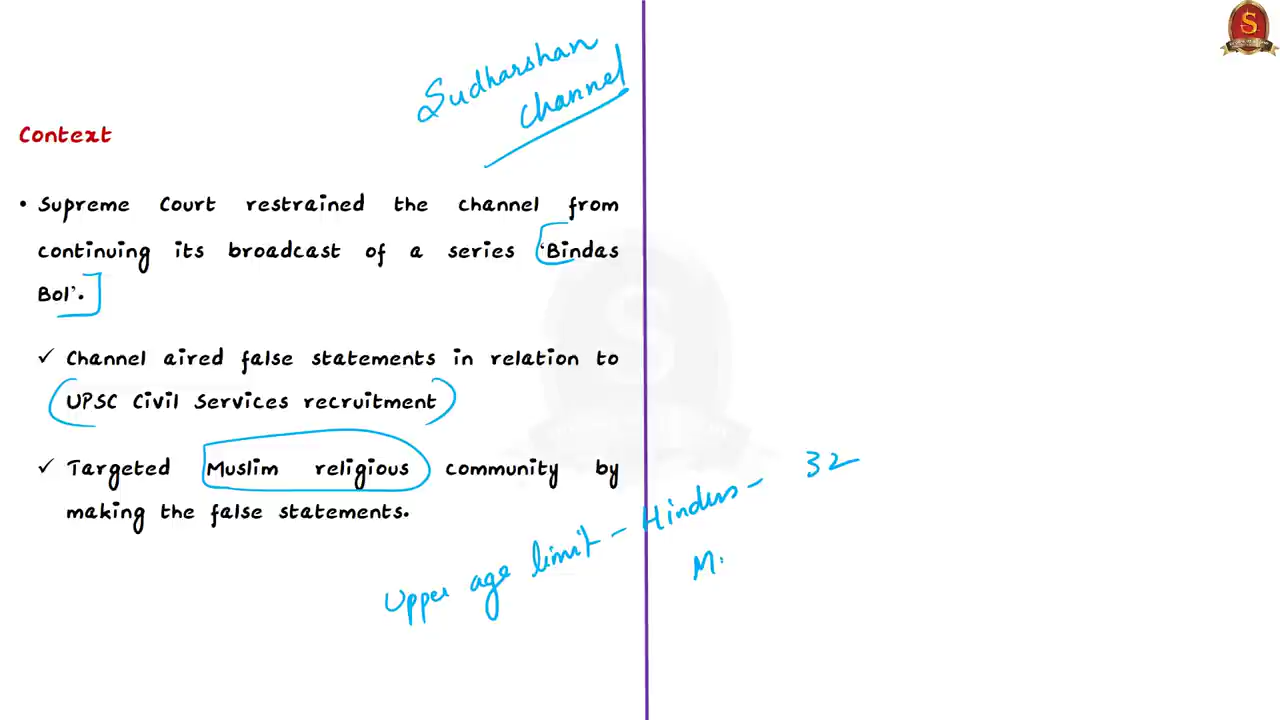 Sudharshan
channel
Context
• Supreme Court restrained the channel from
continuing its broadcast of a series 'Bindas
Bol'.
✓ Channel aired false statements in relation to
UPSC Civil Services recruitment
✓ Targeted Muslim religious community by
making the false statements.
Upper age limit - Hindus - 32
M